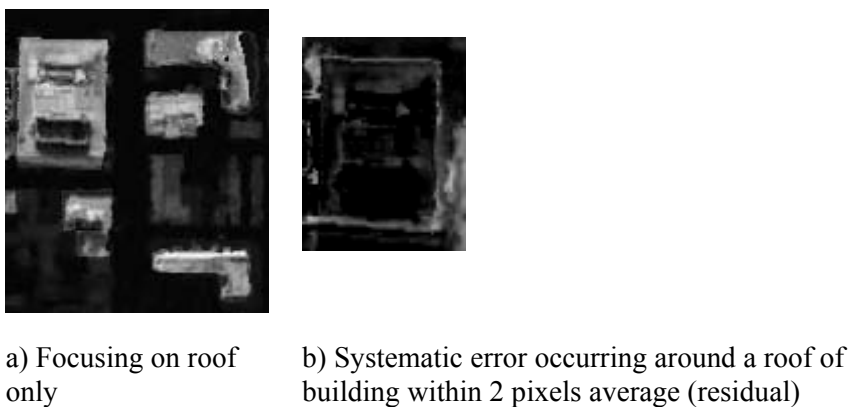 a) Focusing on roof
only
b) Systematic error occurring around a roof of
building within 2 pixels average (residual)